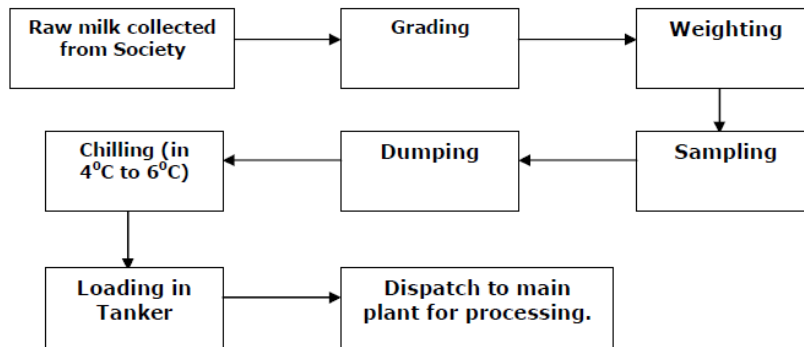 Raw milk collected
from Society
Grading
Weighting
Sampling
Dumping
Chilling (in
4⁰C to 6⁰C)
Loading in
Tanker
Dispatch to main
plant for processing.